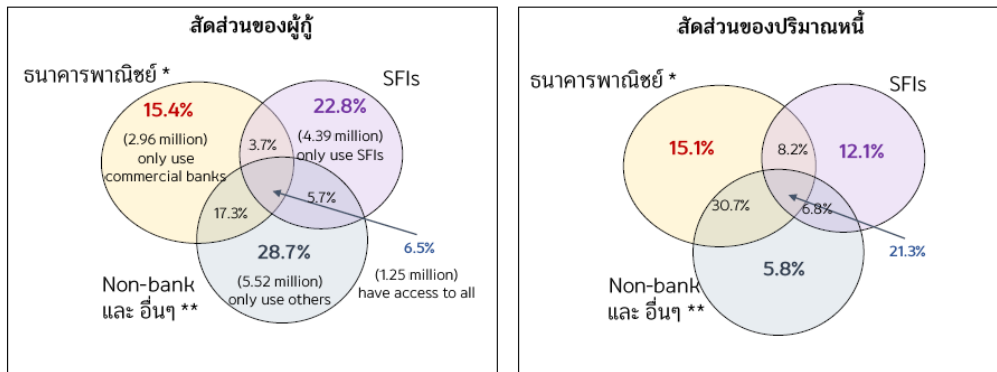 สัดส่วนของผู้กู้
ธนาคารพาณิชย์ *
SFIs
15.4%
(2.96 million)
only use
commercial banks
3.7%
22.8%
(4.39 million)
only use SFIs
17.3%
5.7%
6.5%
(1.25 million)
have access to all
28.7%
(5.52 million)
only use others
Non-bank
และ อื่นๆ **
สัดส่วนของปริมาณหนี้
ธนาคารพาณิชย์ *
SFIs
15.1%
8.2%
12.1%
30.7%
6.8%
21.3%
5.8%
Non-bank
และ อื่นๆ **